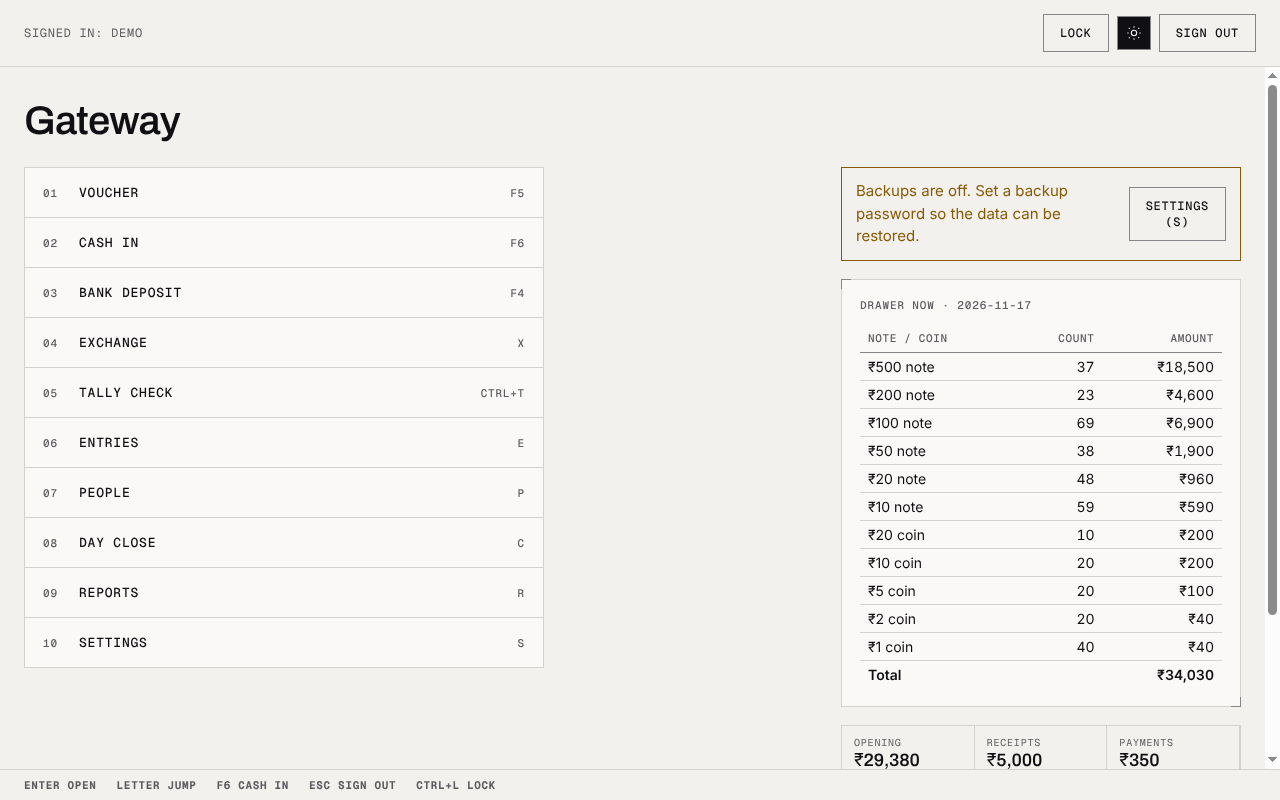 SIGNED IN: DEMO
LOCK
SIGN OUT
Gateway
01 VOUCHER F5
02 CASH IN F6
03 BANK DEPOSIT F4
04 EXCHANGE X
05 TALLY CHECK CTRL+T
06 ENTRIES E
07 PEOPLE P
08 DAY CLOSE C
09 REPORTS R
10 SETTINGS S
Backups are off. Set a backup
password so the data can be
restored.
SETTINGS
(S)
DRAWER NOW · 2026-11-17
NOTE / COIN COUNT AMOUNT
₹500 note 37 ₹18,500
₹200 note 23 ₹4,600
₹100 note 69 ₹6,900
₹50 note 38 ₹1,900
₹20 note 48 ₹960
₹10 note 59 ₹590
₹20 coin 10 ₹200
₹10 coin 20 ₹200
₹5 coin 20 ₹100
₹2 coin 20 ₹40
₹1 coin 40 ₹40
Total ₹34,030
OPENING RECEIPTS PAYMENTS
₹29,380 ₹5,000 ₹350
ENTER OPEN LETTER JUMP F6 CASH IN ESC SIGN OUT CTRL+L LOCK